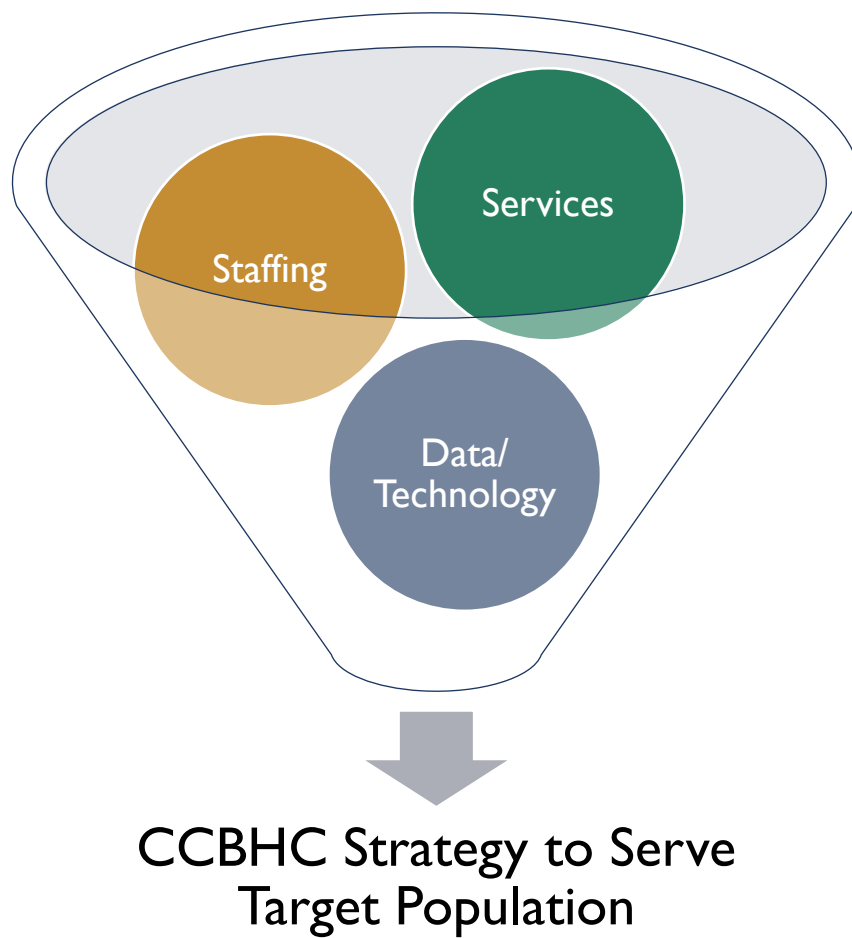 Services
Staffing
Data/
Technology
CCBHC Strategy to Serve
Target Population